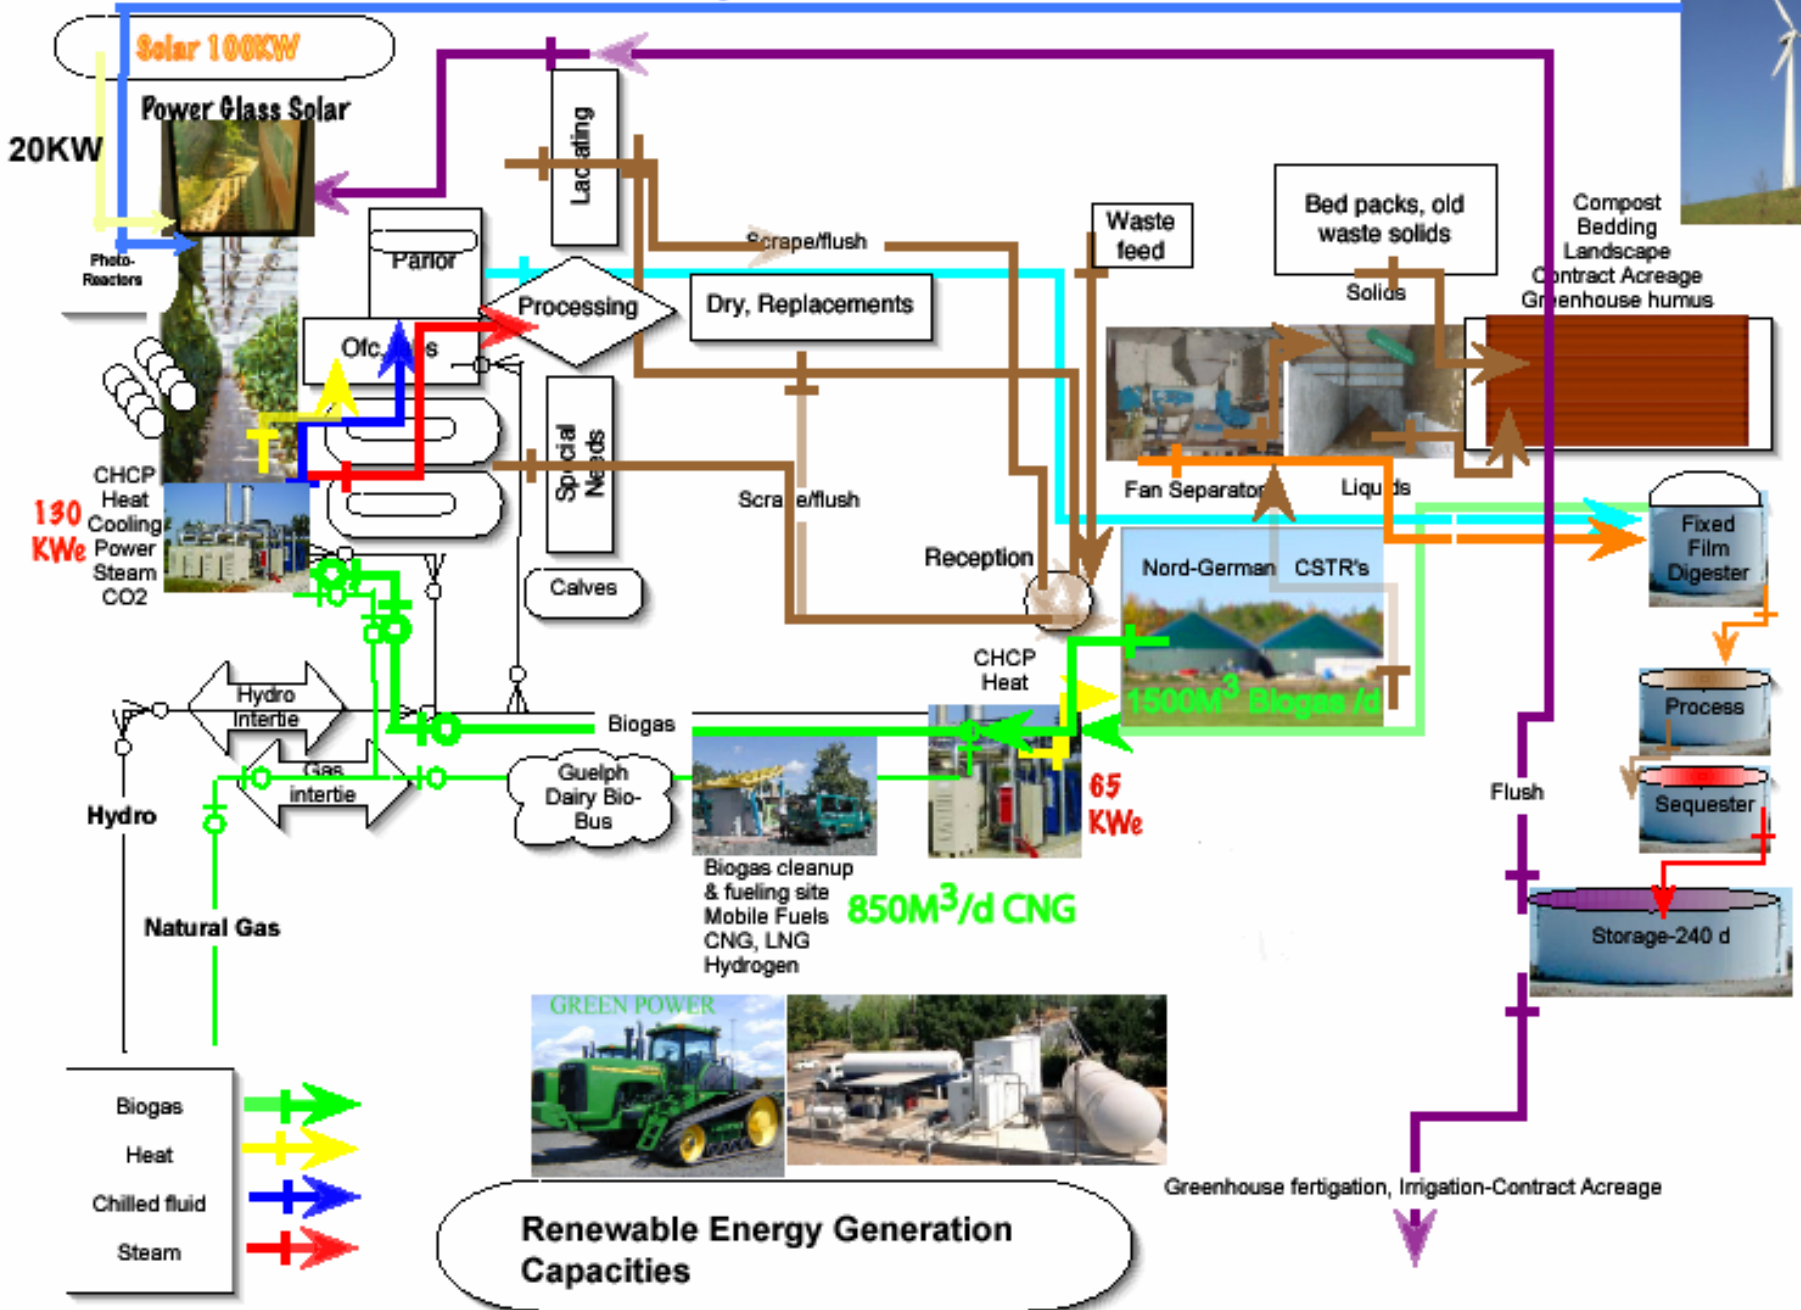 Solar 100KW
Power Glass Solar
20KW
Photo-
Reactors
Lactating
Parlor
Scrape/flush
Processing
Dry, Replacements
Waste
feed
Bed packs, old
waste solids
Solids
Compost
Bedding
Landscape
Contract Acreage
Greenhouse humus
Ofc,
Special
Needs
Scrape/flush
Calves
CHCP
Heat
Cooling
Power
Steam
CO2
130
KWe
Reception
Fan Separator
Liquids
Nord-German CSTR's
1500M³ Biogas /d
Fixed
Film
Digester
Process
Sequester
Storage-240 d
CHCP
Heat
Hydro
Intertie
Biogas
Gas
intertie
Guelph
Dairy Bio-
Bus
65
KWe
Flush
Hydro
Natural Gas
Biogas cleanup
& fueling site
Mobile Fuels
CNG, LNG
Hydrogen
850M³/d CNG
GREEN POWER
Biogas
Heat
Chilled fluid
Steam
Greenhouse fertigation, Irrigation-Contract Acreage
Renewable Energy Generation
Capacities